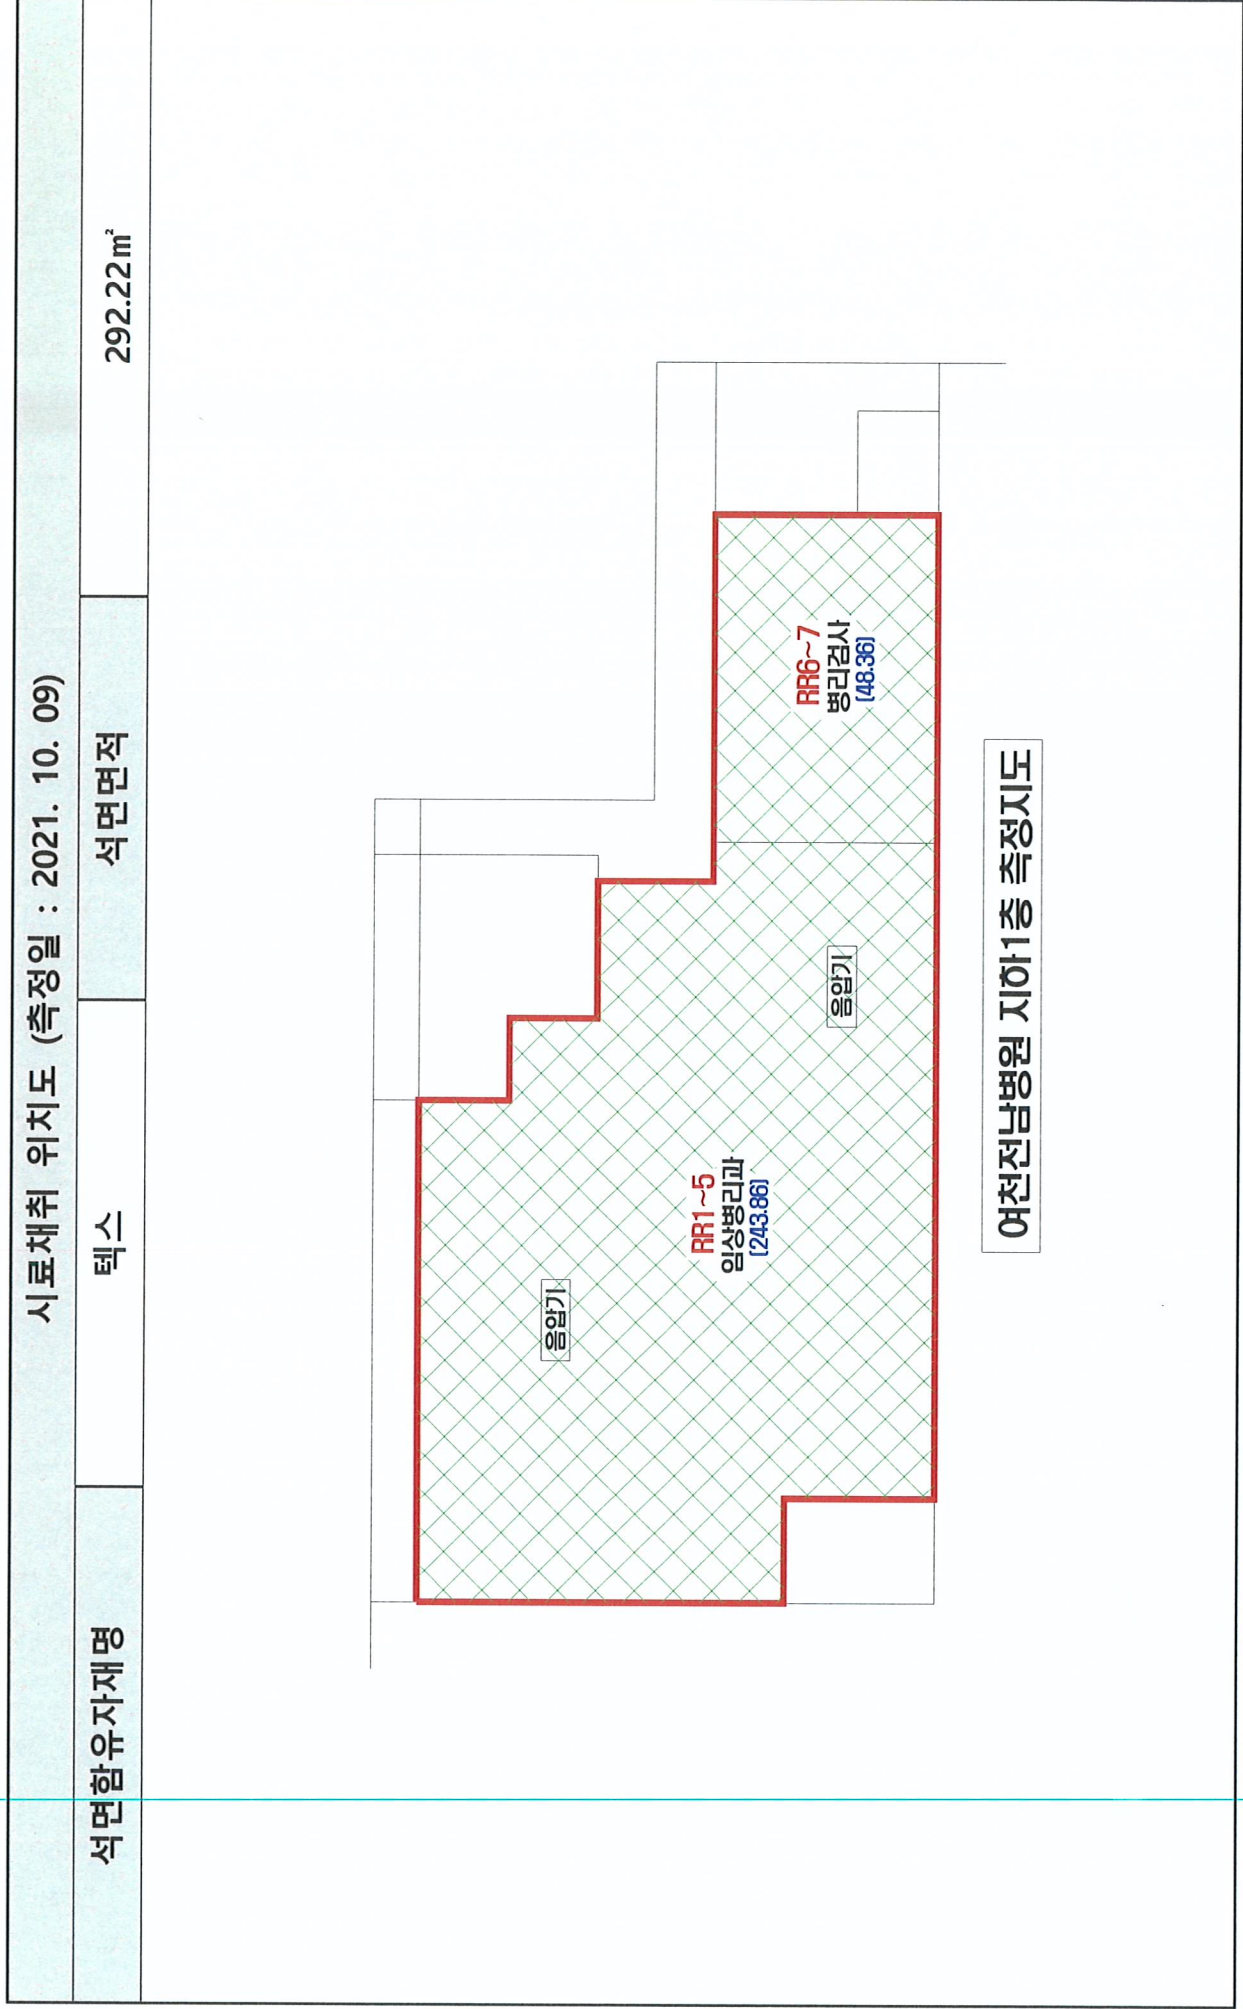 시료채취 위치도 (측정일 : 2021. 10. 09)
석면함유자재명
텍스
석면면적
292.22㎡
음압기
RR1~5
임상병리과
(243.86)
음압기
RR6~7
병리검사
(48.36)
여천전남병원 지하1층 측정지도